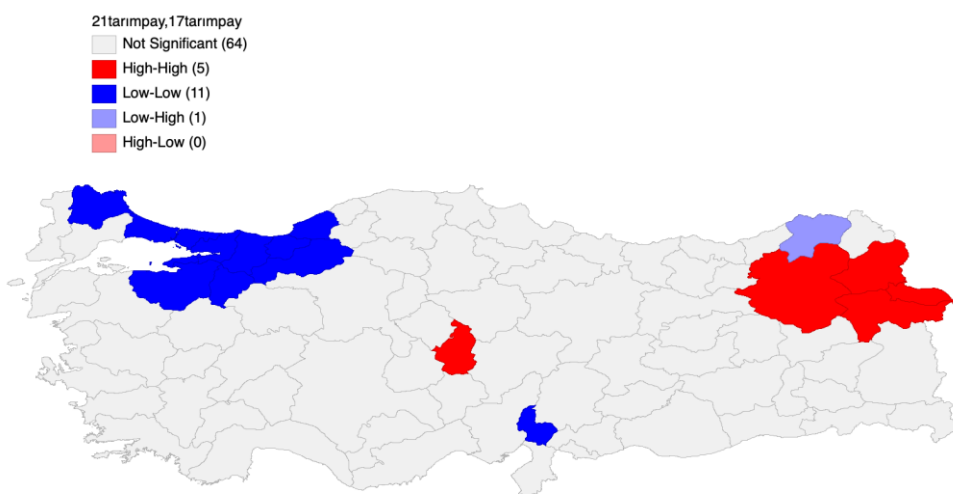 21tarımpay,17tarımpay
Not Significant (64)
High-High (5)
Low-Low (11)
Low-High (1)
High-Low (0)